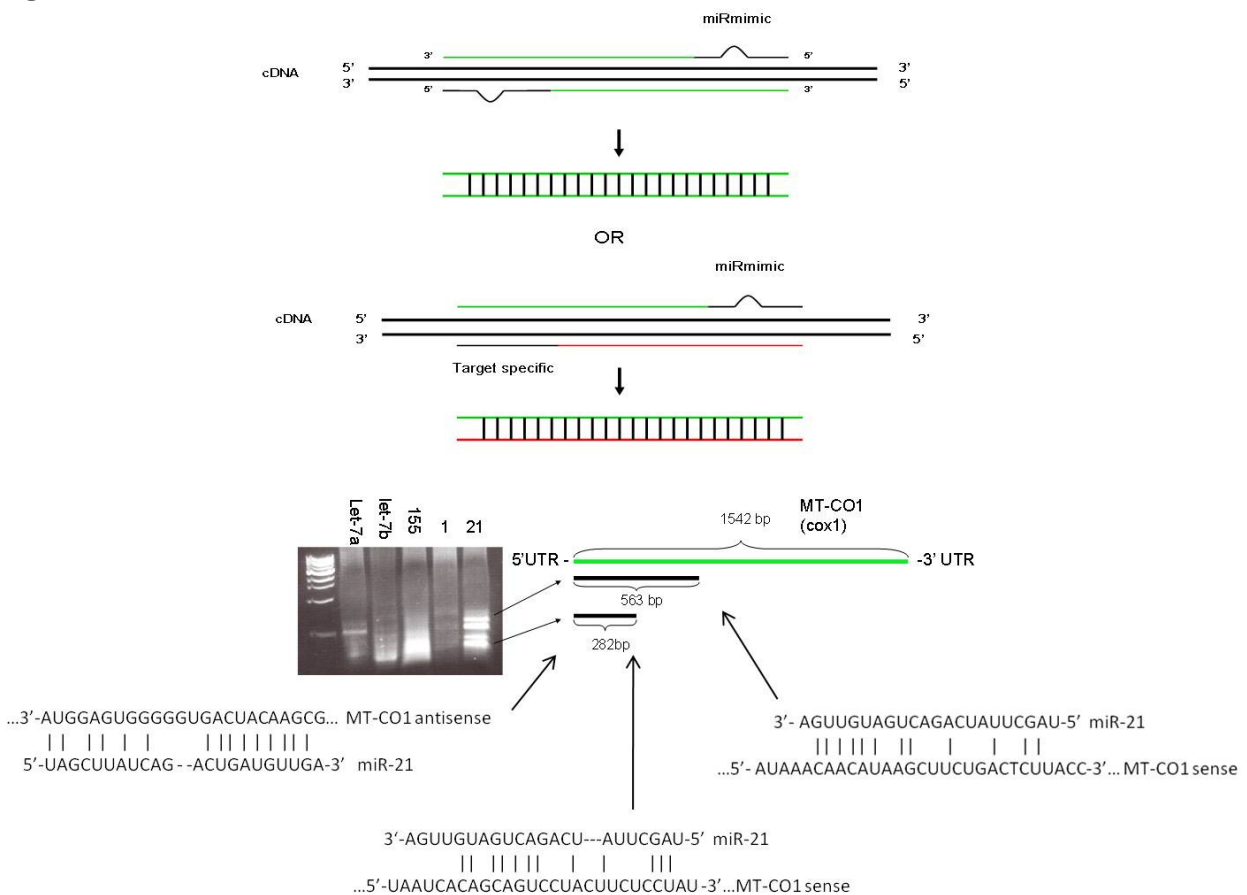 miRmimic
3' 5'
5' 3'
cDNA
3' 5'
5' 3'
OR
miRmimic
cDNA 5' 3'
3' 5'
Target specific
Let-7a let-7b 155 1 21
MT-CO1
(cox1)
1542 bp
5'UTR - -3' UTR
563 bp
282bp
...3'-AUGGAGUGGGGGUGACUACAAGCG... MT-CO1 antisense
5'-UAGCUUAUCAG--ACUGAUGUUGA-3' miR-21
3'- AGUUGUAGUCAGACUAUUCGAU-5' miR-21
...5'- AUAAACAACAUAAGCUUCUGACUCUUACC-3'... MT-CO1 sense
3'-AGUUGUAGUCAGACU---AUUCGAU-5' miR-21
...5'-UAAUCACAGCAGUCCUACUUCUCCUAU -3'...MT-CO1 sense